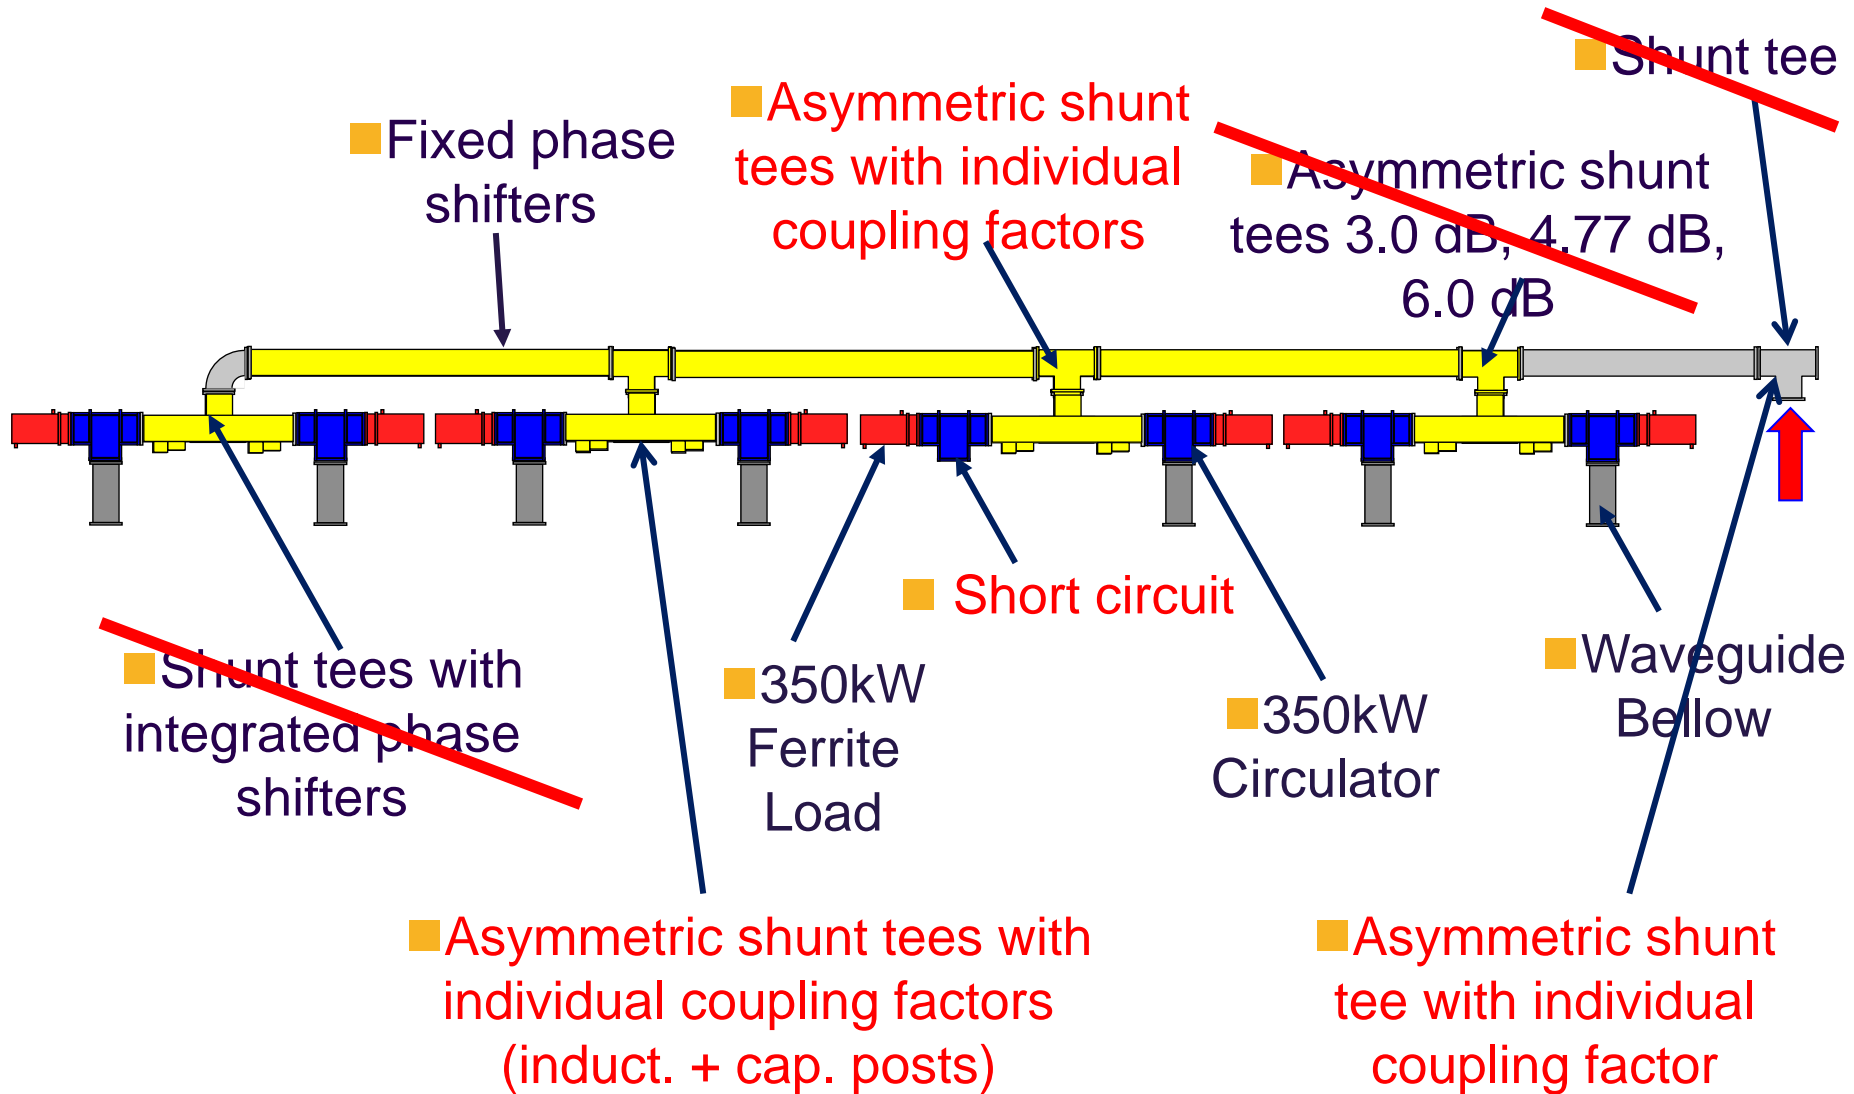 Shunt tee
Asymmetric shunt
tees with individual
coupling factors
Fixed phase
shifters
Asymmetric shunt
tees 3.0 dB, 4.77 dB,
6.0 dB
Short circuit
Shunt tees with
integrated phase
shifters
350kW
Ferrite
Load
350kW
Circulator
Waveguide
Bellow
Asymmetric shunt tees with
individual coupling factors
(induct. + cap. posts)
Asymmetric shunt
tee with individual
coupling factor